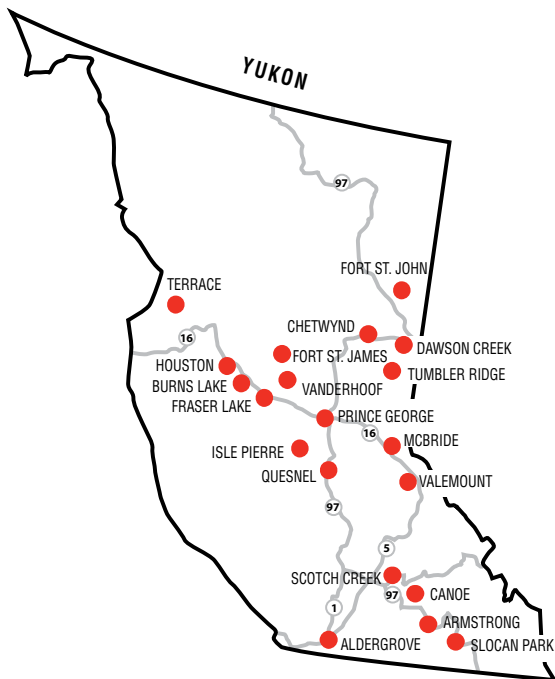 YUKON
97
FORT ST. JOHN
TERRACE
CHETWYND
16
DAWSON CREEK
FORT ST. JAMES
HOUSTON
TUMBLER RIDGE
BURNS LAKE
VANDERHOOF
FRASER LAKE
PRINCE GEORGE
16
MCBRIDE
ISLE PIERRE
QUESNEL
VALEMOUNT
97
5
SCOTCH CREEK
97
CANOE
1
ARMSTRONG
ALDERGROVE
SLOCAN PARK